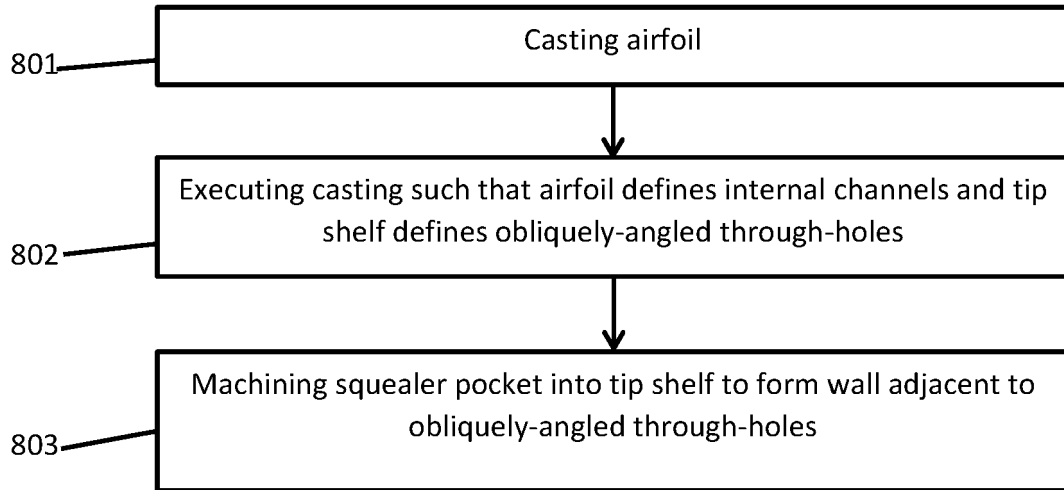 801
Casting airfoil
802
Executing casting such that airfoil defines internal channels and tip
shelf defines obliquely-angled through-holes
803
Machining squealer pocket into tip shelf to form wall adjacent to
obliquely-angled through-holes